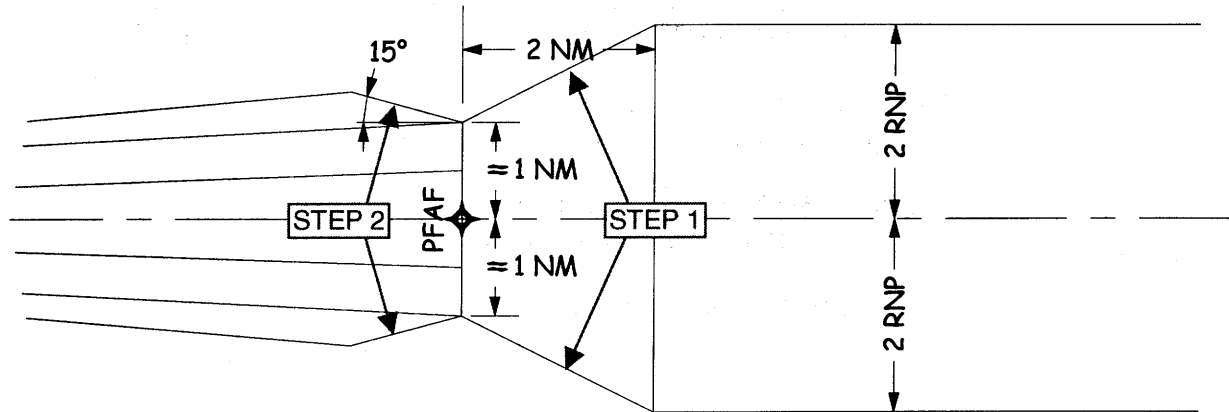 2 NM
15°
2 RNP
≈ 1 NM
STEP 2
PFAF
STEP 1
≈ 1 NM
2 RNP